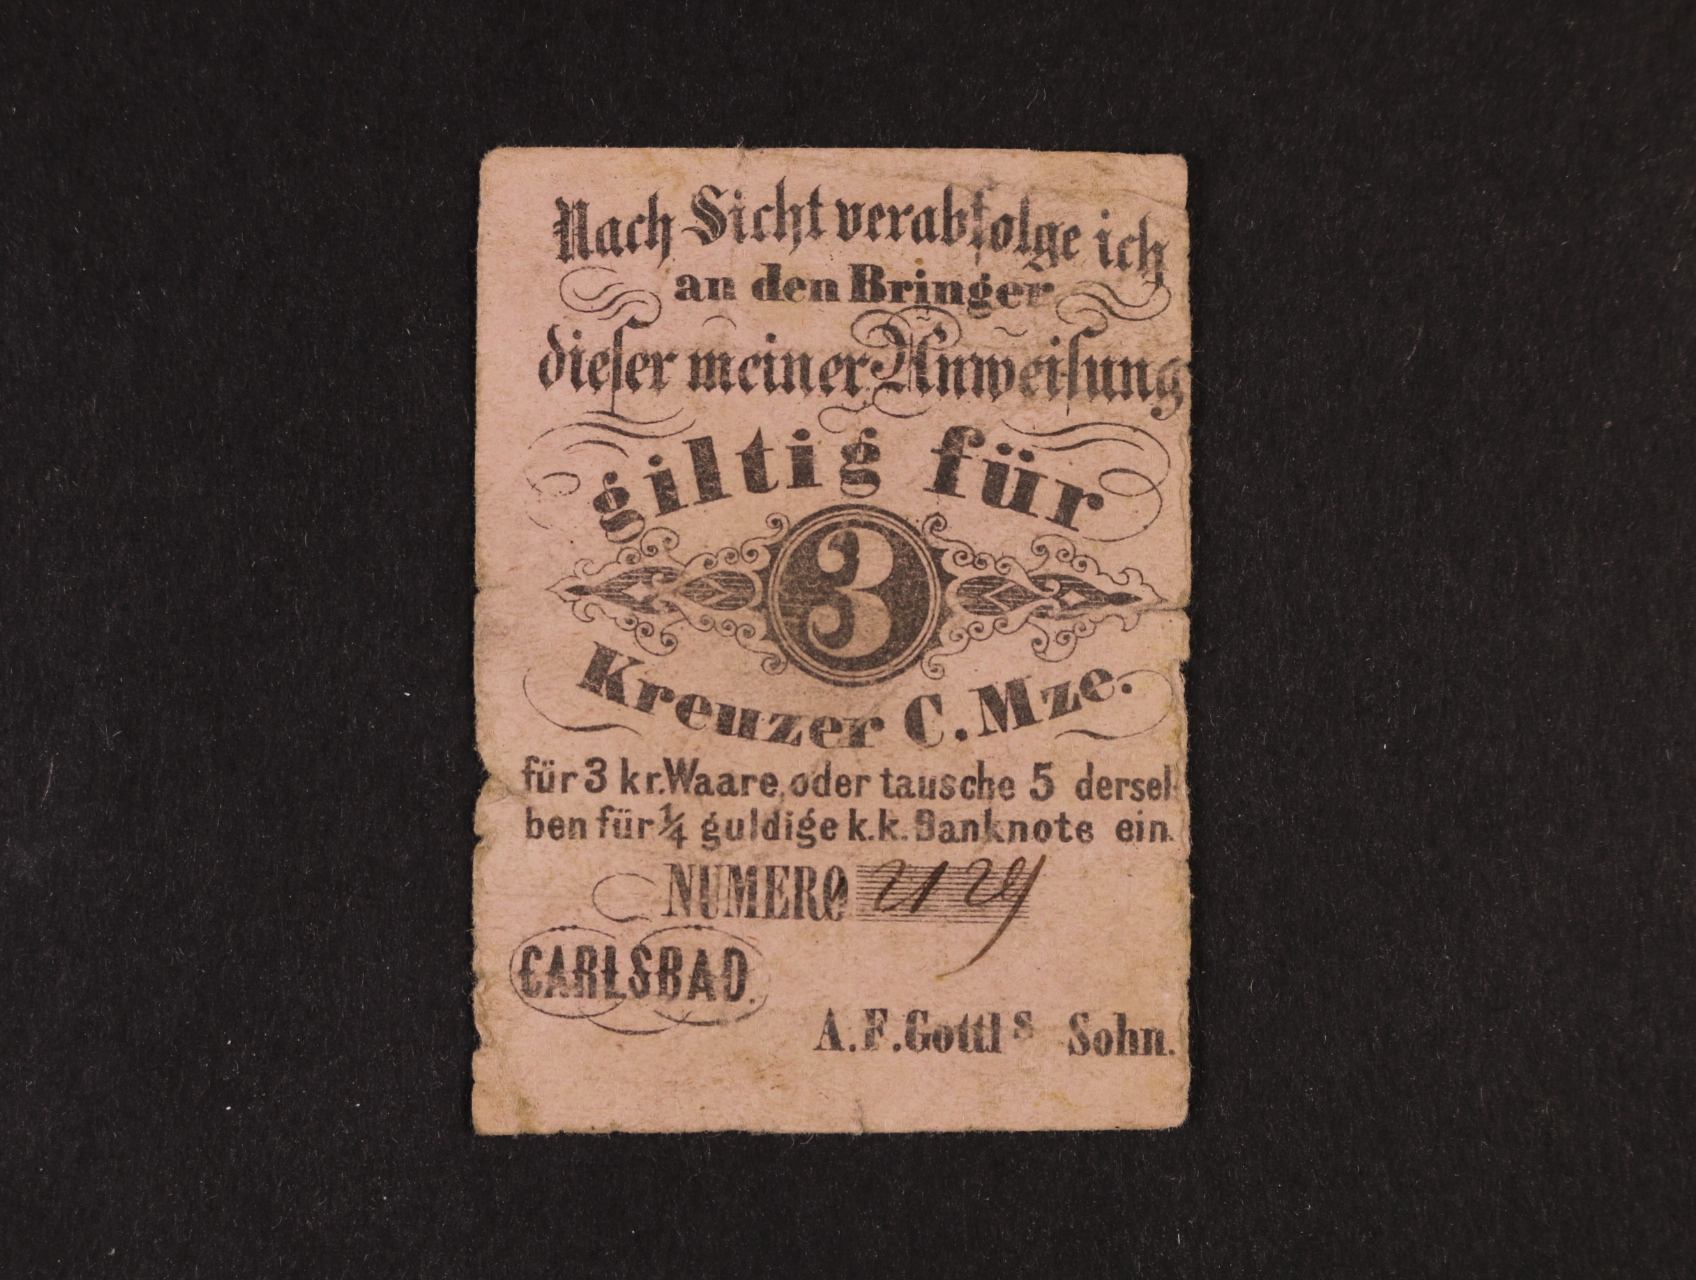 Nach Sicht verabfolge ich
an den Bringer
dieser meiner Anweisung
giltig für
3
Kreuzer C. Mze.
für 3 kr. Waare, oder tausche 5 dersel-
ben für ¼ guldige k. k. Banknote ein.
NUMERO 2129
CARLSBAD.
A. F. Gottl s Sohn.